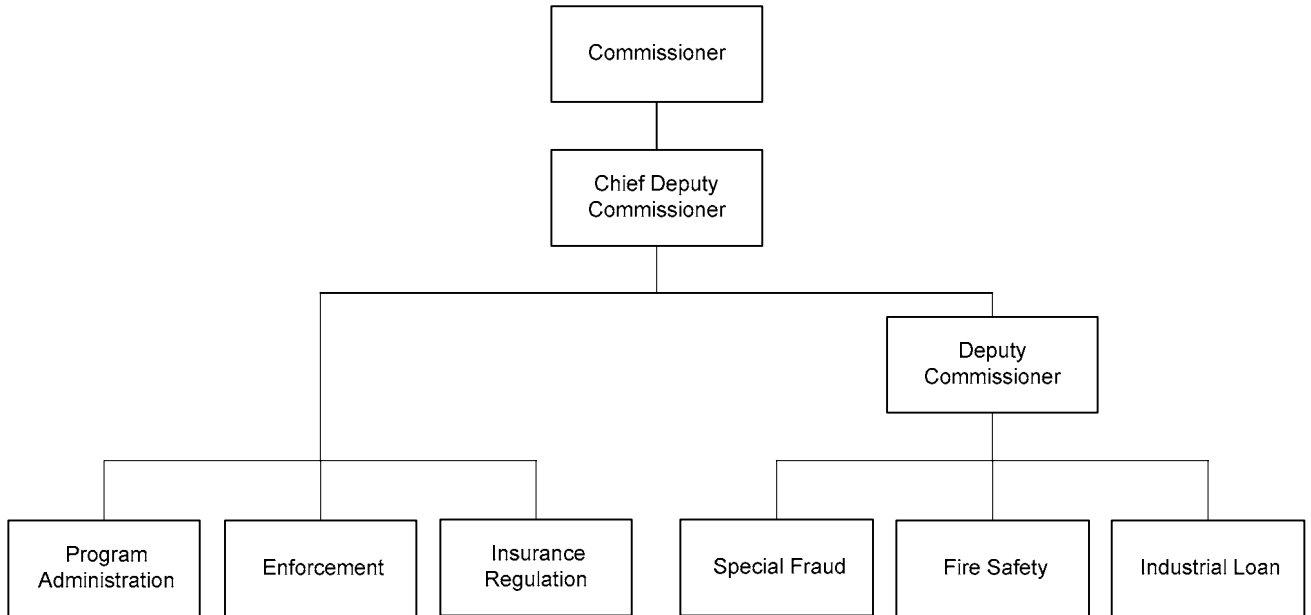 Commissioner
Chief Deputy
Commissioner
Deputy
Commissioner
Program
Administration
Enforcement
Insurance
Regulation
Special Fraud
Fire Safety
Industrial Loan